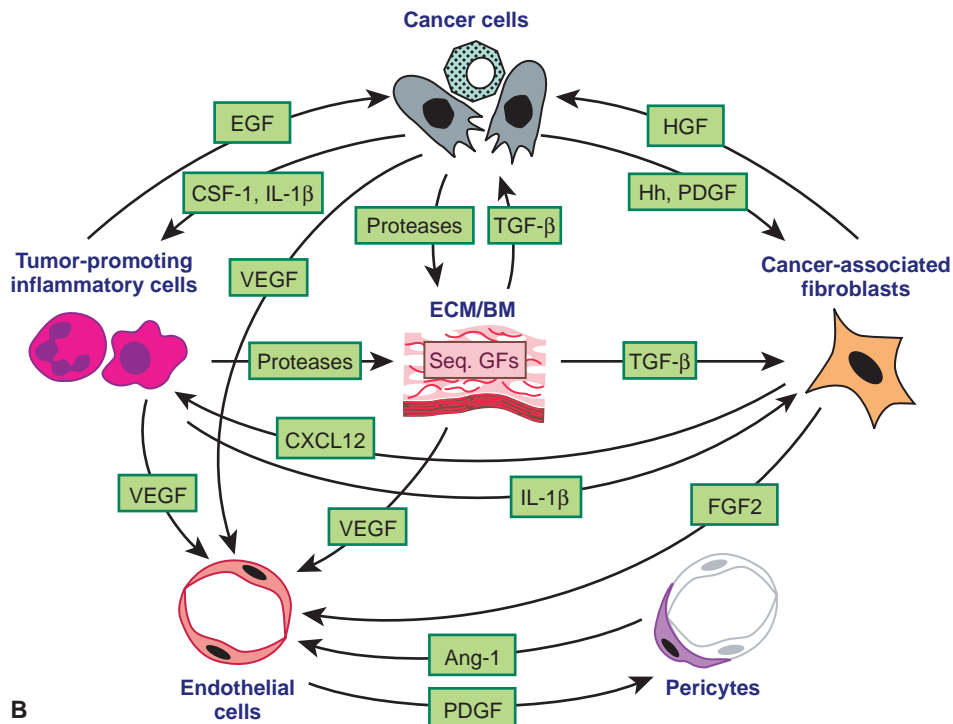 Cancer cells
EGF
HGF
CSF-1, IL-1β
Hh, PDGF
Proteases
TGF-β
Tumor-promoting
inflammatory cells
VEGF
Cancer-associated
fibroblasts
ECM/BM
Proteases
Seq. GFs
TGF-β
CXCL12
VEGF
IL-1β
FGF2
VEGF
Ang-1
Endothelial
cells
Pericytes
PDGF
B